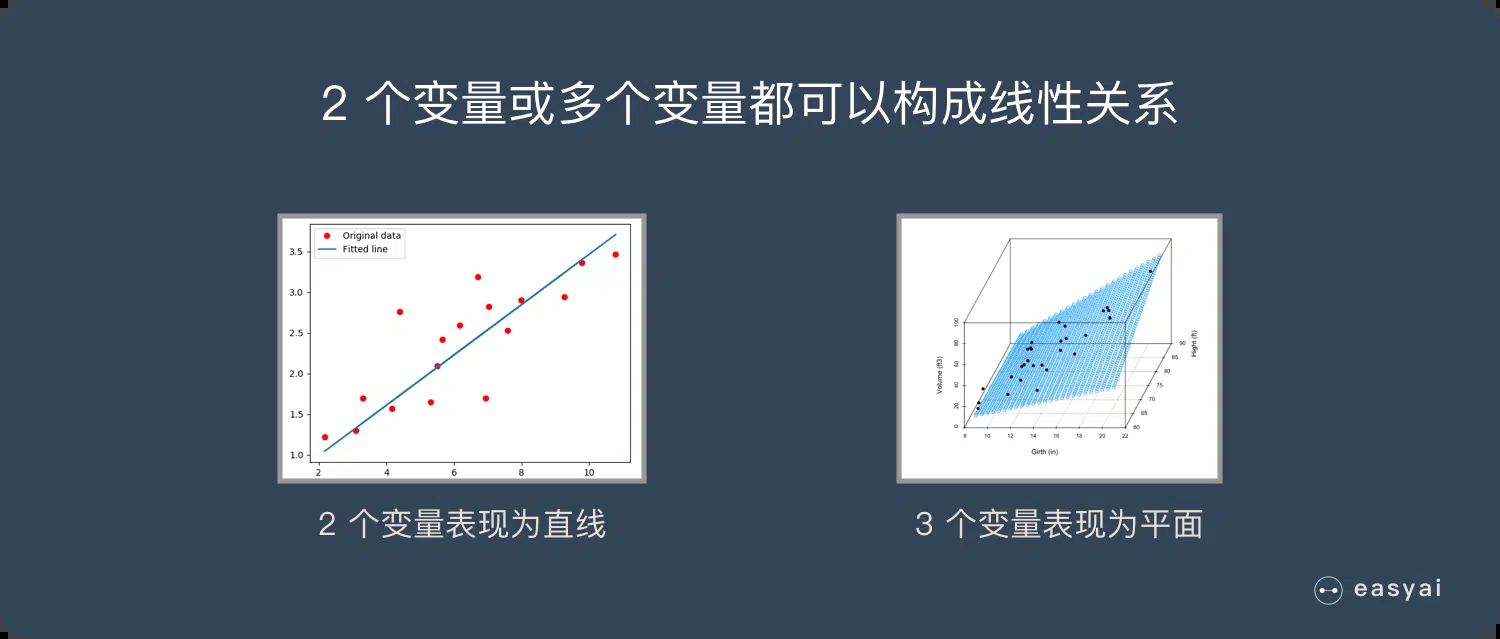 2 个变量或多个变量都可以构成线性关系
Original data
Fitted line
3.5
3.0
2.5
2.0
1.5
1.0
2 4 6 8 10
2 个变量表现为直线
Volume (ft3)
100
80
60
40
20
0
8 10 12 14 16 18 20 22
Girth (in)
Hight (ft)
90
85
80
75
70
65
60
3 个变量表现为平面
easyai